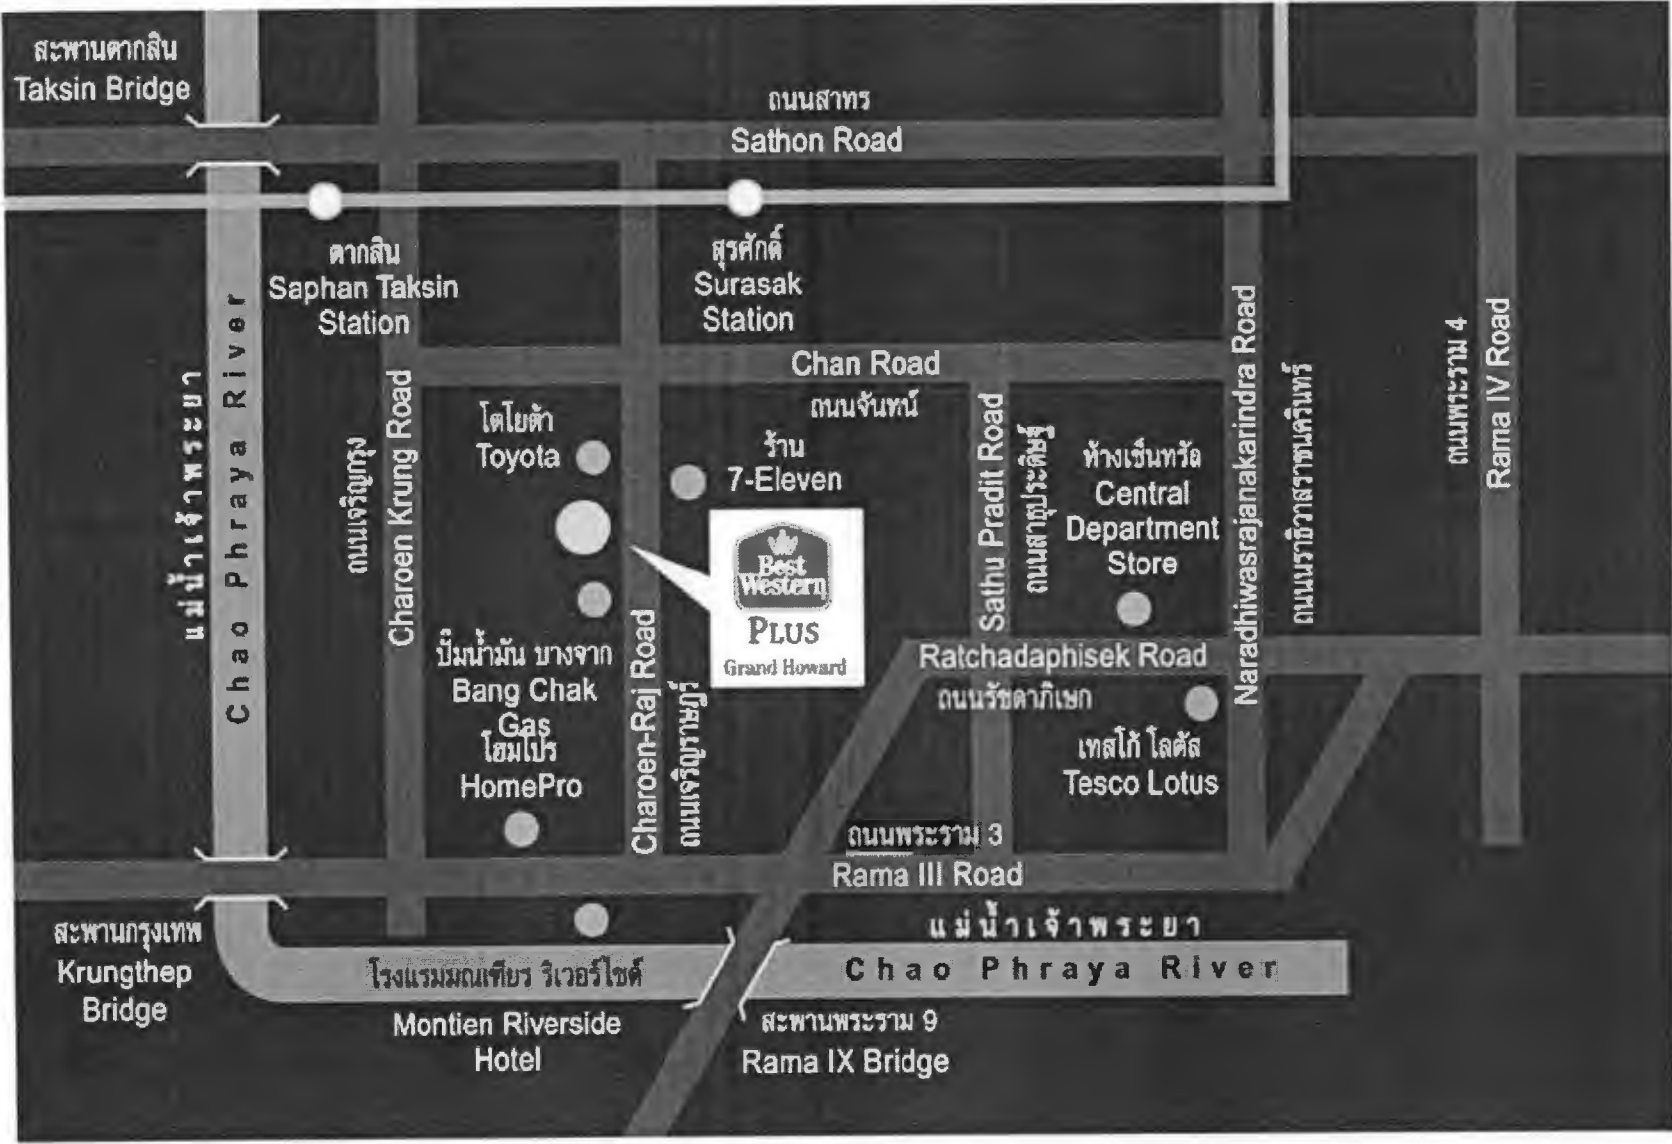 สะพานตากสิน
Taksin Bridge
ถนนสาทร
Sathon Road
ตากสิน
Saphan Taksin
Station
สุรศักดิ์
Surasak
Station
แม่น้ำเจ้าพระยา
Chao Phraya River
ถนนเจริญกรุง
Charoen Krung Road
Chan Road
ถนนจันทน์
โตโยต้า
Toyota
ร้าน
7-Eleven
Best
Western
PLUS
Grand Howard
ปั๊มน้ำมัน บางจาก
Bang Chak
Gas
โฮมโปร
HomePro
Charoen-Raj Road
ถนนเจริญราษฎร์
Sathu Pradit Road
ถนนสาธุประดิษฐ์
ห้างเซ็นทรัล
Central
Department
Store
Naradhiwasrajanakarindra Road
ถนนนราธิวาสราชนครินทร์
ถนนพระราม 4
Rama IV Road
Ratchadaphisek Road
ถนนรัชดาภิเษก
เทสโก้ โลตัส
Tesco Lotus
ถนนพระราม 3
Rama III Road
สะพานกรุงเทพ
Krungthep
Bridge
แม่น้ำเจ้าพระยา
Chao Phraya River
โรงแรมมณเฑียร ริเวอร์ไซด์
Montien Riverside
Hotel
สะพานพระราม 9
Rama IX Bridge